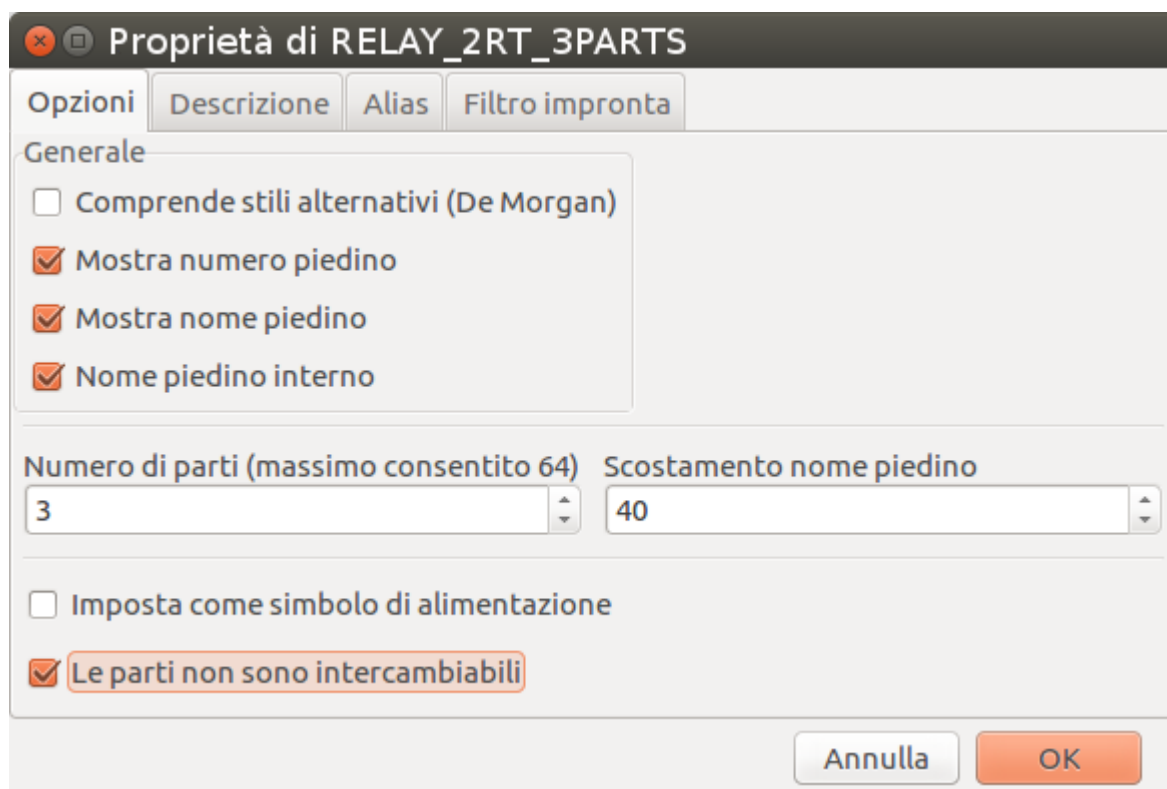 Proprietà di RELAY_2RT_3PARTS
Opzioni Descrizione Alias Filtro impronta
Generale
Comprende stili alternativi (De Morgan)
Mostra numero piedino
Mostra nome piedino
Nome piedino interno
Numero di parti (massimo consentito 64) Scostamento nome piedino
3 40
Imposta come simbolo di alimentazione
Le parti non sono intercambiabili
Annulla OK